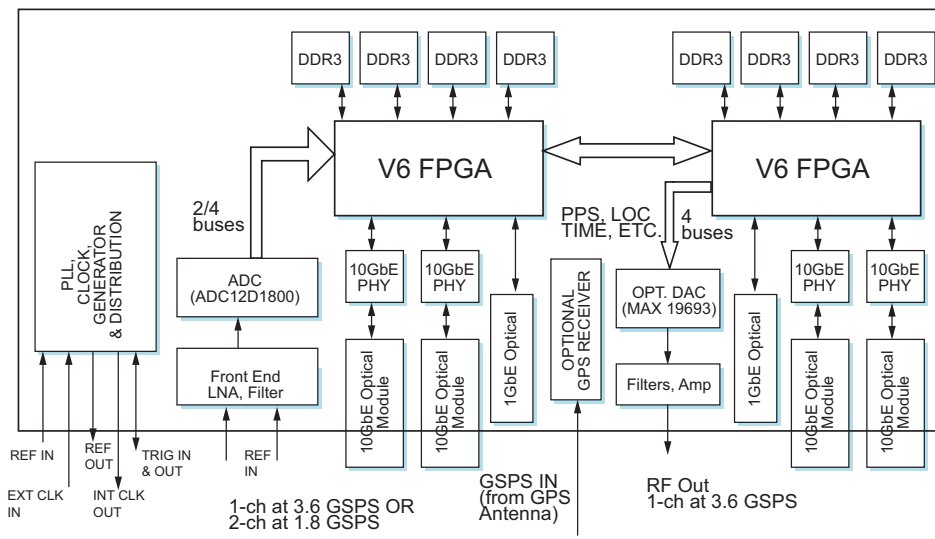 DDR3 DDR3 DDR3 DDR3
DDR3 DDR3 DDR3 DDR3
V6 FPGA
V6 FPGA
2/4
buses
PPS, LOC
TIME, ETC.
4
buses
PLL,
CLOCK,
GENERATOR
& DISTRIBUTION
ADC
(ADC12D1800)
10GbE
PHY
10GbE
PHY
OPT. DAC
(MAX 19693)
10GbE
PHY
10GbE
PHY
Front End
LNA, Filter
10GbE Optical
Module
10GbE Optical
Module
1GbE Optical
OPTIONAL
GPS RECEIVER
Filters, Amp
1GbE Optical
10GbE Optical
Module
10GbE Optical
Module
REF IN
REF
OUT
TRIG IN
& OUT
REF
IN
EXT CLK
IN
INT CLK
OUT
1-ch at 3.6 GSPS OR
2-ch at 1.8 GSPS
GSPS IN
(from GPS
Antenna)
RF Out
1-ch at 3.6 GSPS